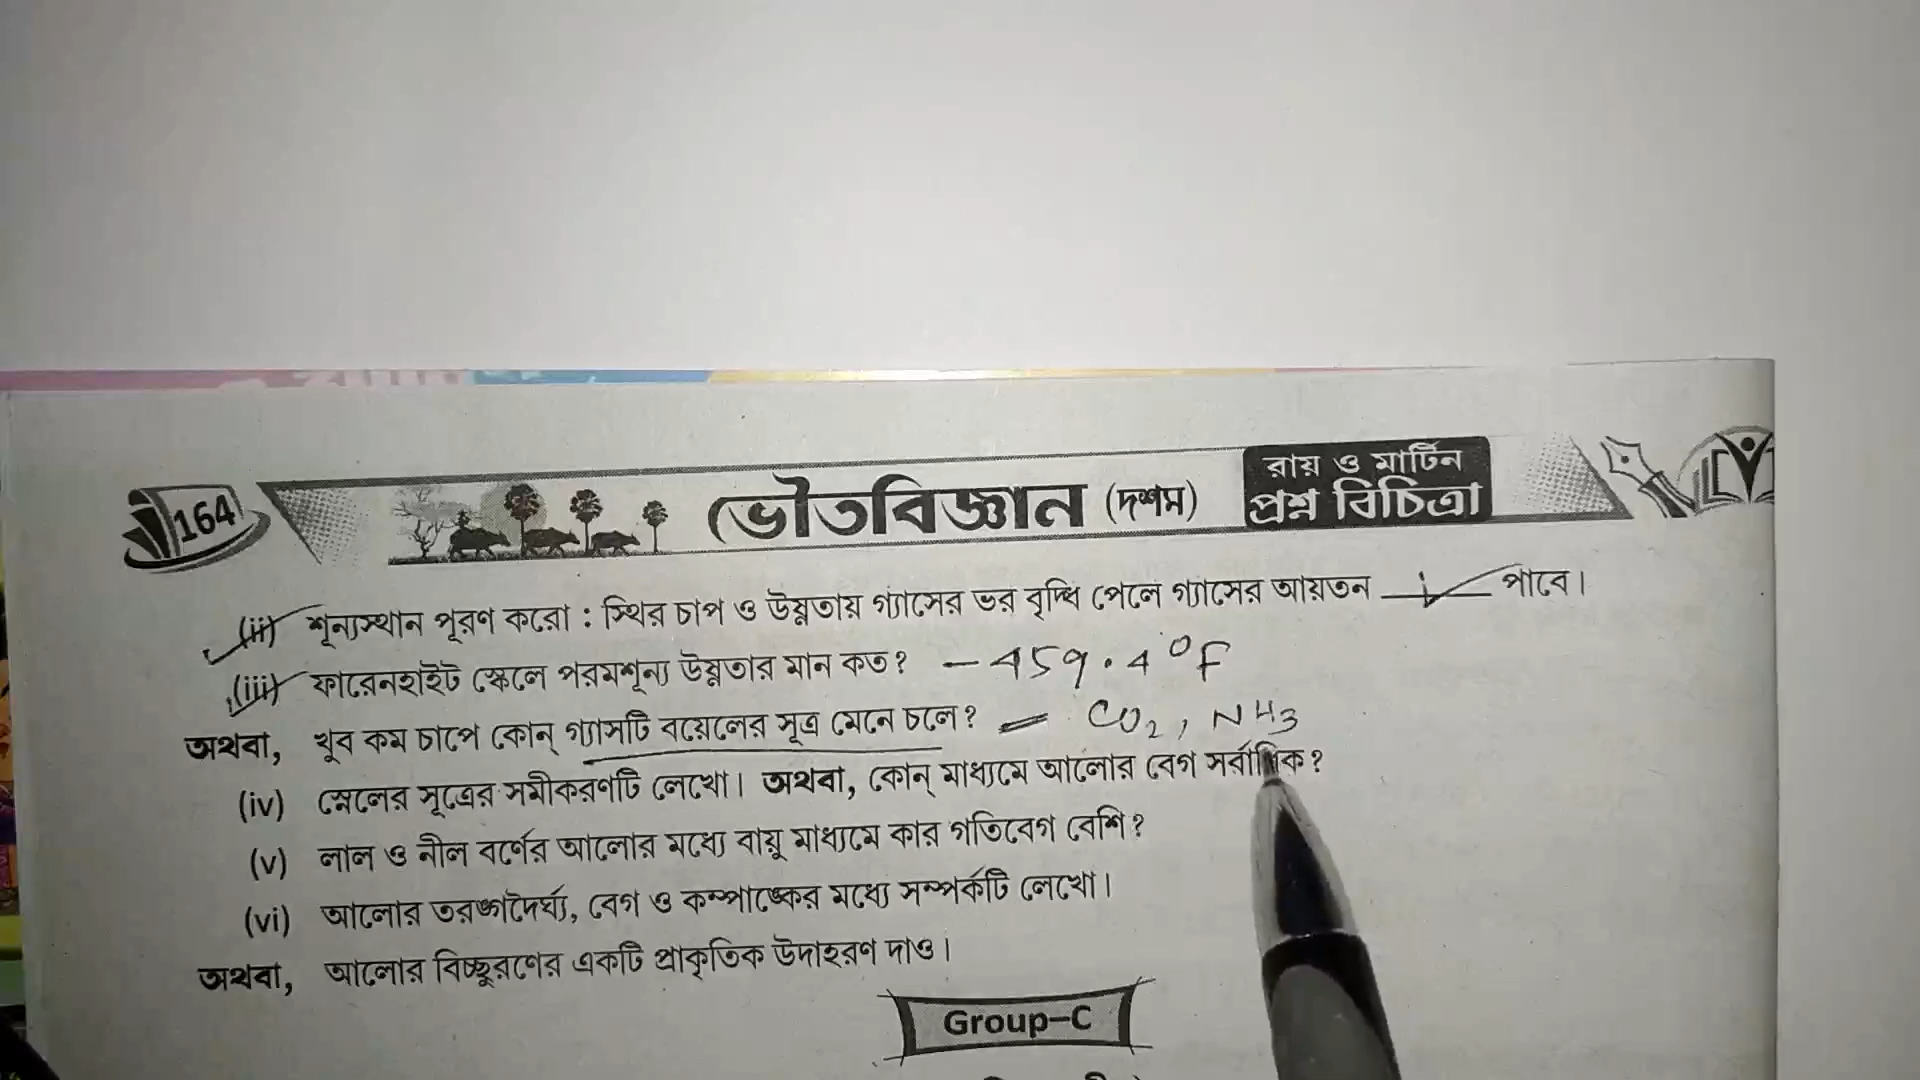 164
ভৌতবিজ্ঞান (দশম)
রায় ও মার্টিন
প্রশ্ন বিচিত্রা
(ii) শূন্যস্থান পূরণ করো : স্থির চাপ ও উষ্ণতায় গ্যাসের ভর বৃদ্ধি পেলে গ্যাসের আয়তন পাবে।
(iii) ফারেনহাইট স্কেলে পরমশূন্য উষ্ণতার মান কত? – 459.4°F
অথবা, খুব কম চাপে কোন্ গ্যাসটি বয়েলের সূত্র মেনে চলে? = CO2, NH3
(iv) স্নেলের সূত্রের সমীকরণটি লেখো। অথবা, কোন্ মাধ্যমে আলোর বেগ সর্বাধিক?
(v) লাল ও নীল বর্ণের আলোর মধ্যে বায়ু মাধ্যমে কার গতিবেগ বেশি?
(vi) আলোর তরঙ্গদৈর্ঘ্য, বেগ ও কম্পাঙ্কের মধ্যে সম্পর্কটি লেখো।
অথবা, আলোর বিচ্ছুরণের একটি প্রাকৃতিক উদাহরণ দাও।
Group–C